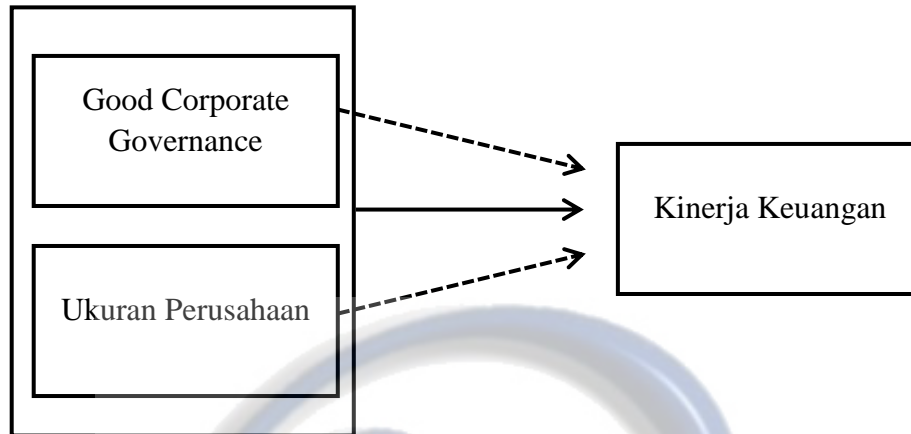 Good Corporate
Governance
Kinerja Keuangan
Ukuran Perusahaan